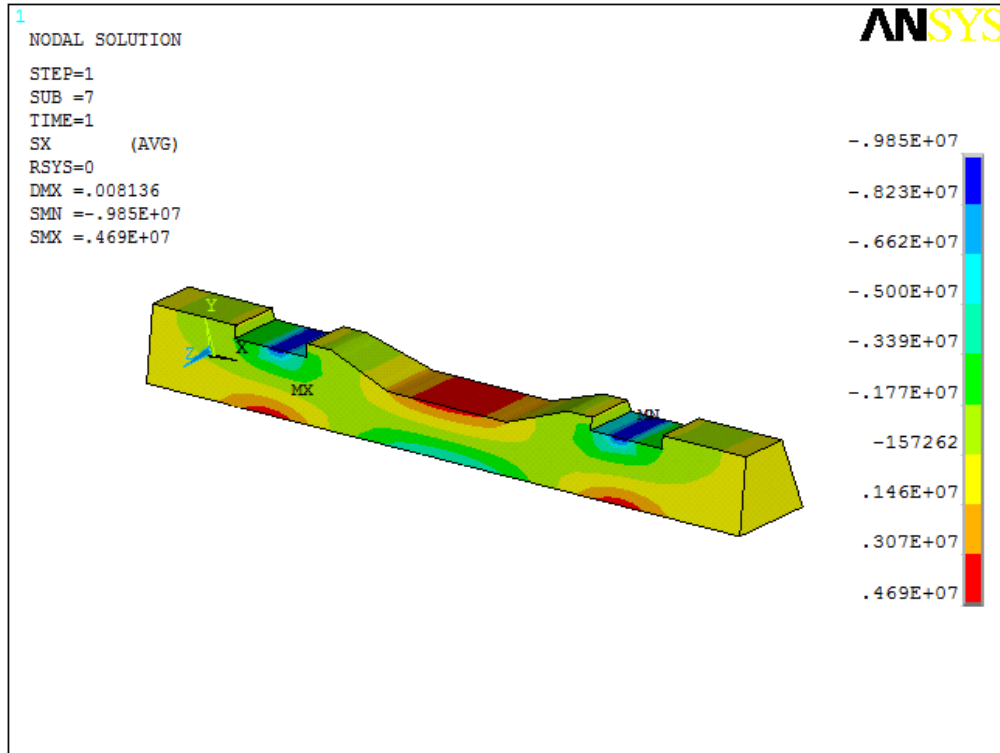 1
ANSYS
NODAL SOLUTION
STEP=1
SUB =7
TIME=1
SX (AVG)
RSYS=0
DMX =.008136
SMN =-.985E+07
SMX =.469E+07
-.985E+07
-.823E+07
-.662E+07
-.500E+07
-.339E+07
-.177E+07
-157262
.146E+07
.307E+07
.469E+07
Y
Z
X
MX
MN